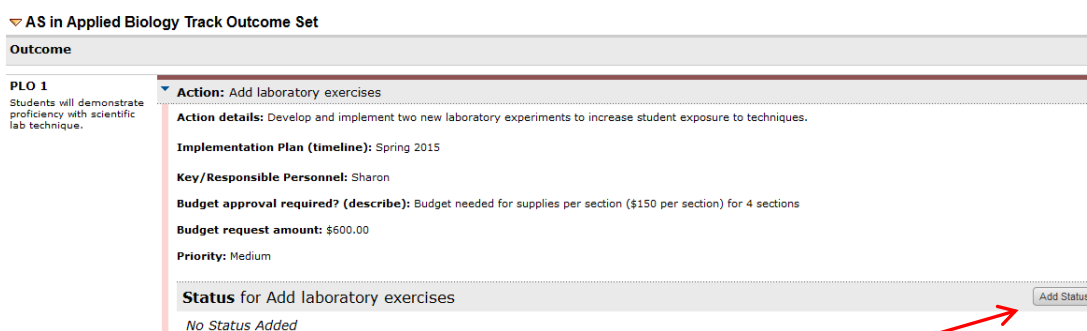 AS in Applied Biology Track Outcome Set
Outcome
PLO 1
Students will demonstrate
proficiency with scientific
lab technique.
Action: Add laboratory exercises
Action details: Develop and implement two new laboratory experiments to increase student exposure to techniques.
Implementation Plan (timeline): Spring 2015
Key/Responsible Personnel: Sharon
Budget approval required? (describe): Budget needed for supplies per section ($150 per section) for 4 sections
Budget request amount: $600.00
Priority: Medium
Status for Add laboratory exercises
Add Status
No Status Added